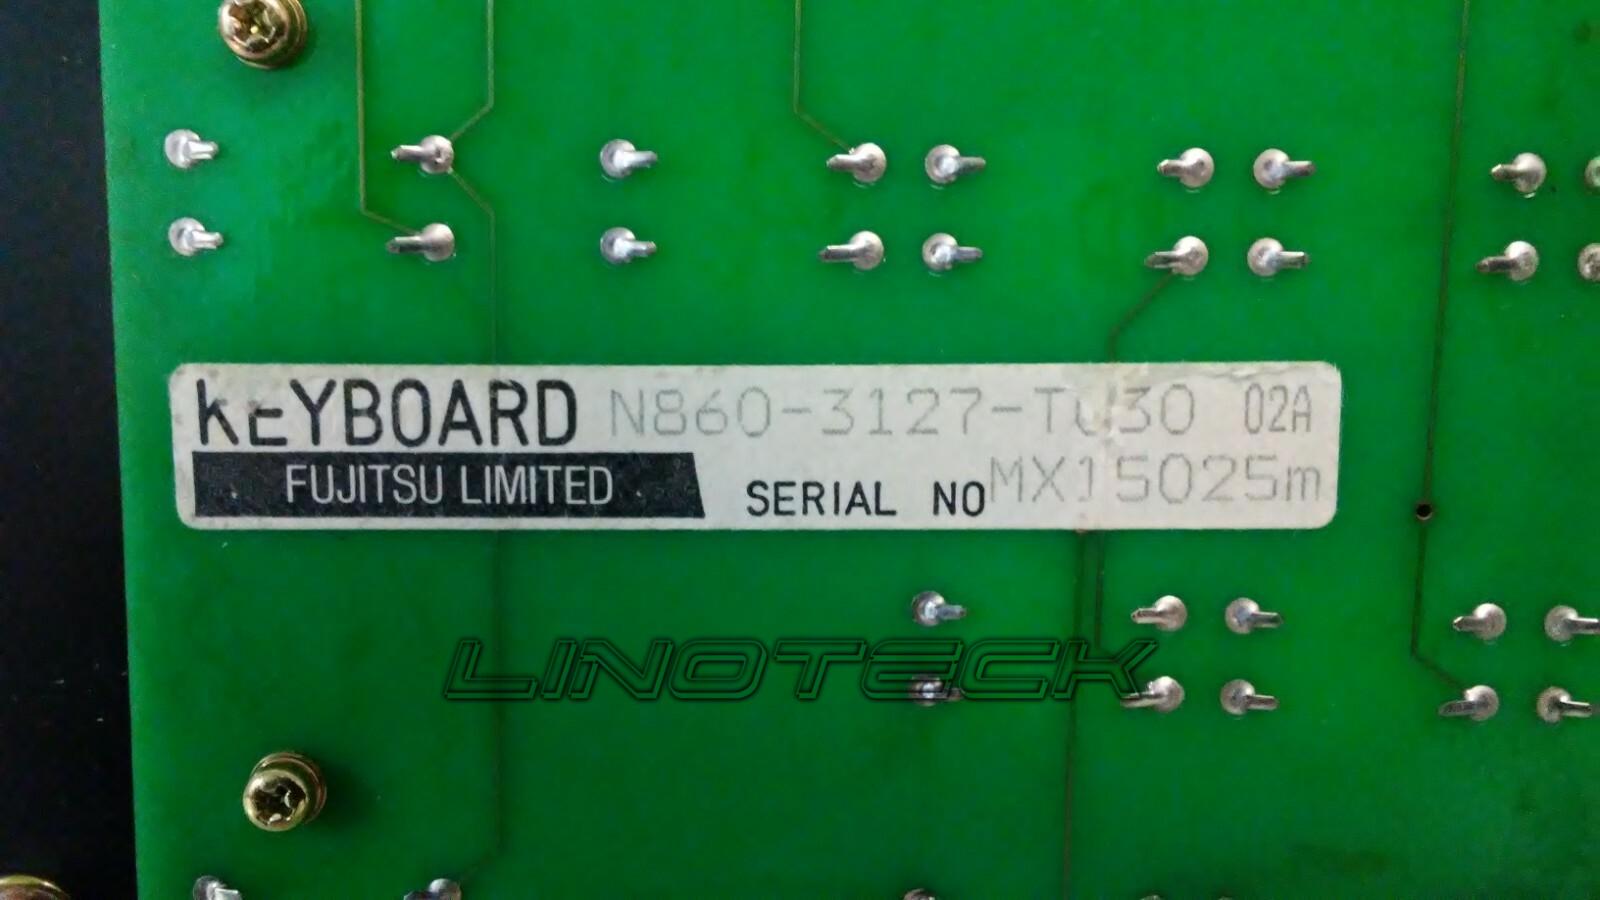 KEYBOARD N860-3127-T030 02A
FUJITSU LIMITED SERIAL NO MX15025m
LINOTECK